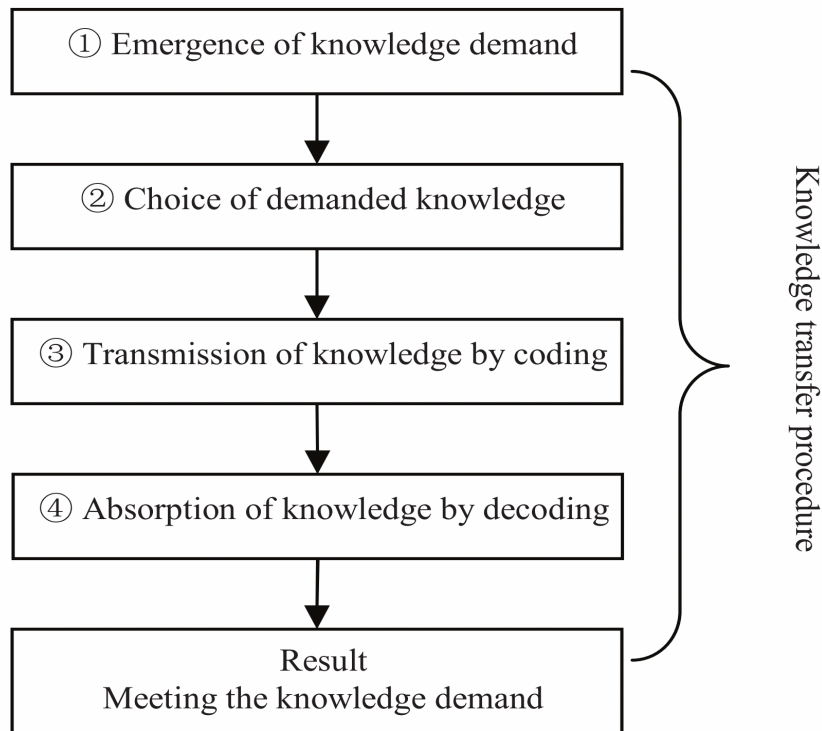 ① Emergence of knowledge demand
② Choice of demanded knowledge
③ Transmission of knowledge by coding
④ Absorption of knowledge by decoding
Result
Meeting the knowledge demand
Knowledge transfer procedure